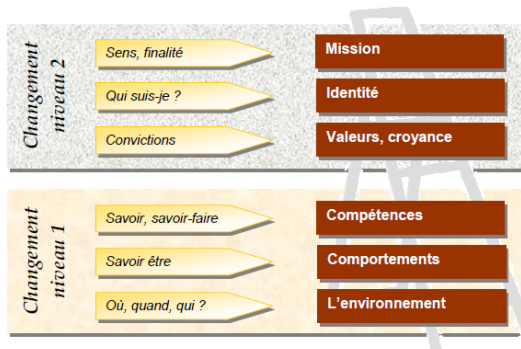 Changement
niveau 2
Sens, finalité
Mission
Qui suis-je ?
Identité
Convictions
Valeurs, croyance
Changement
niveau 1
Savoir, savoir-faire
Compétences
Savoir être
Comportements
Où, quand, qui ?
L'environnement